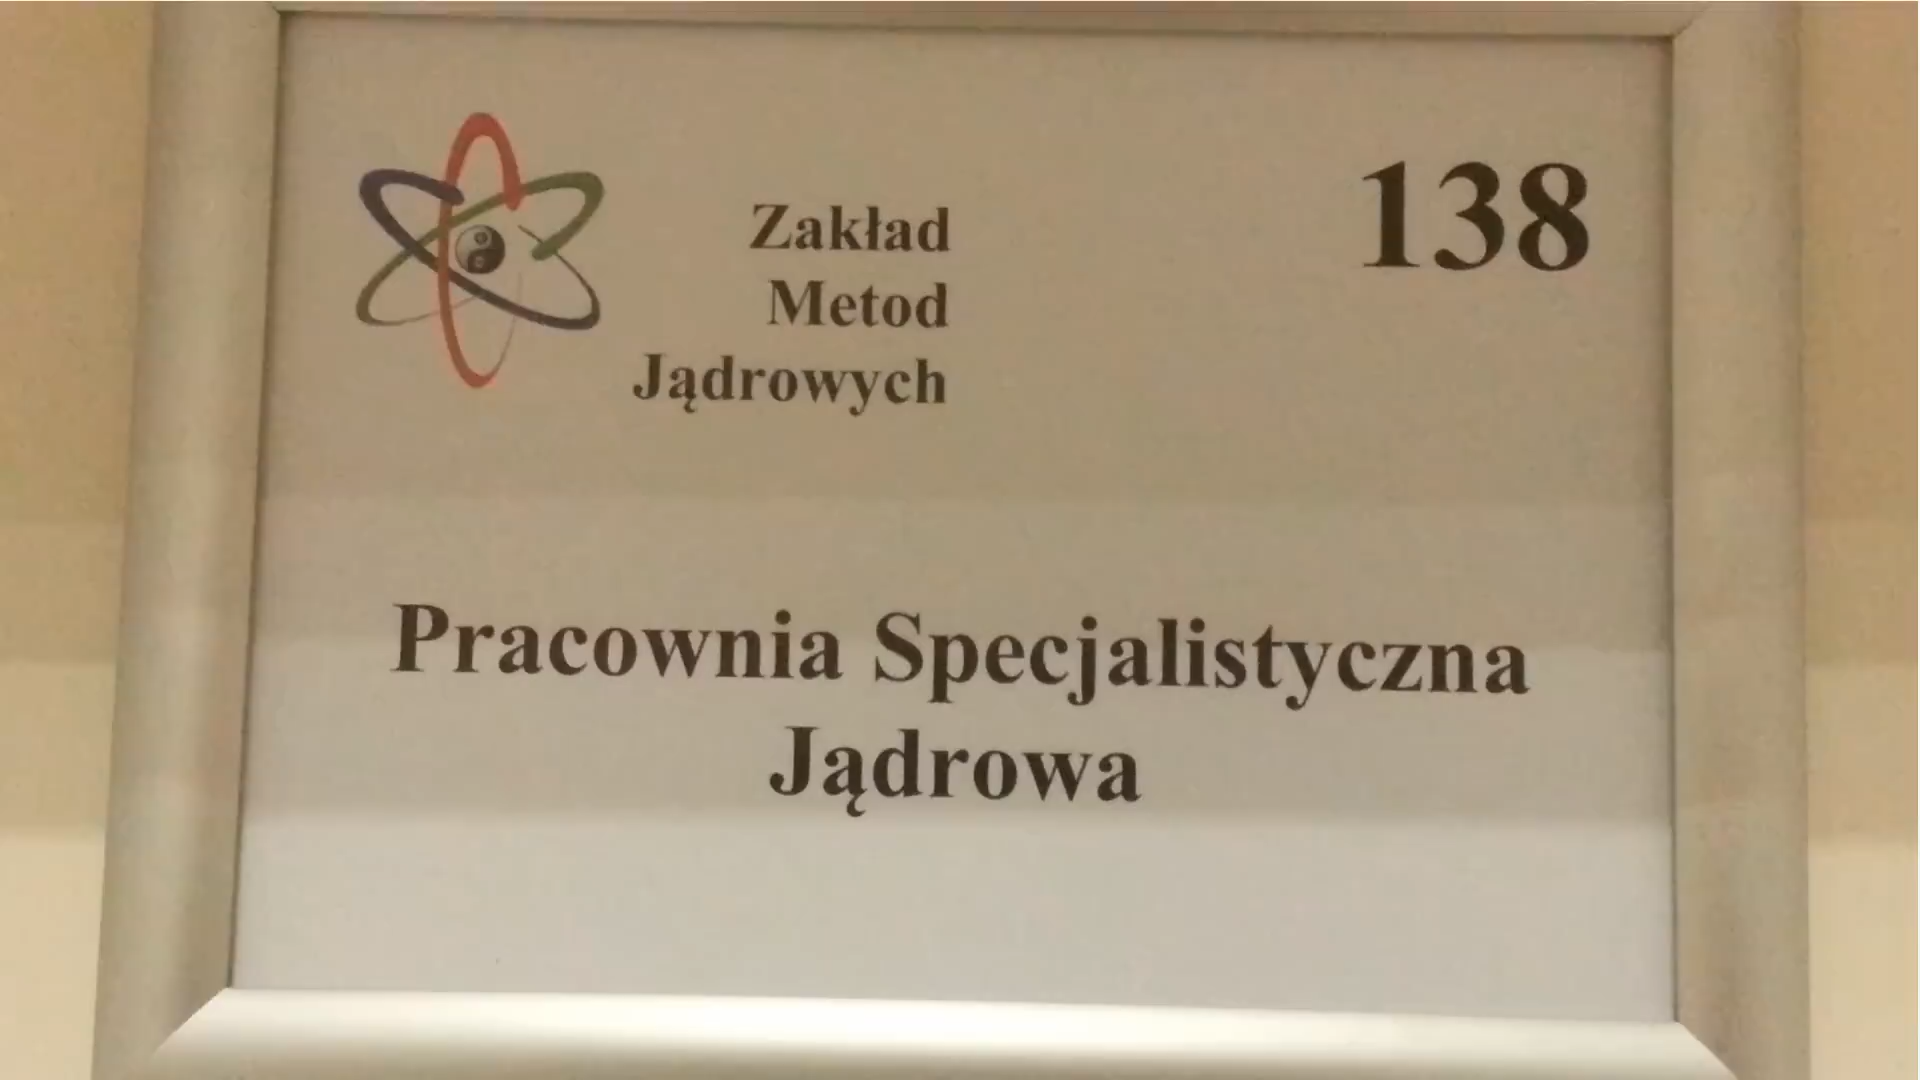 Zakład
Metod
Jądrowych
138
Pracownia Specjalistyczna
Jądrowa